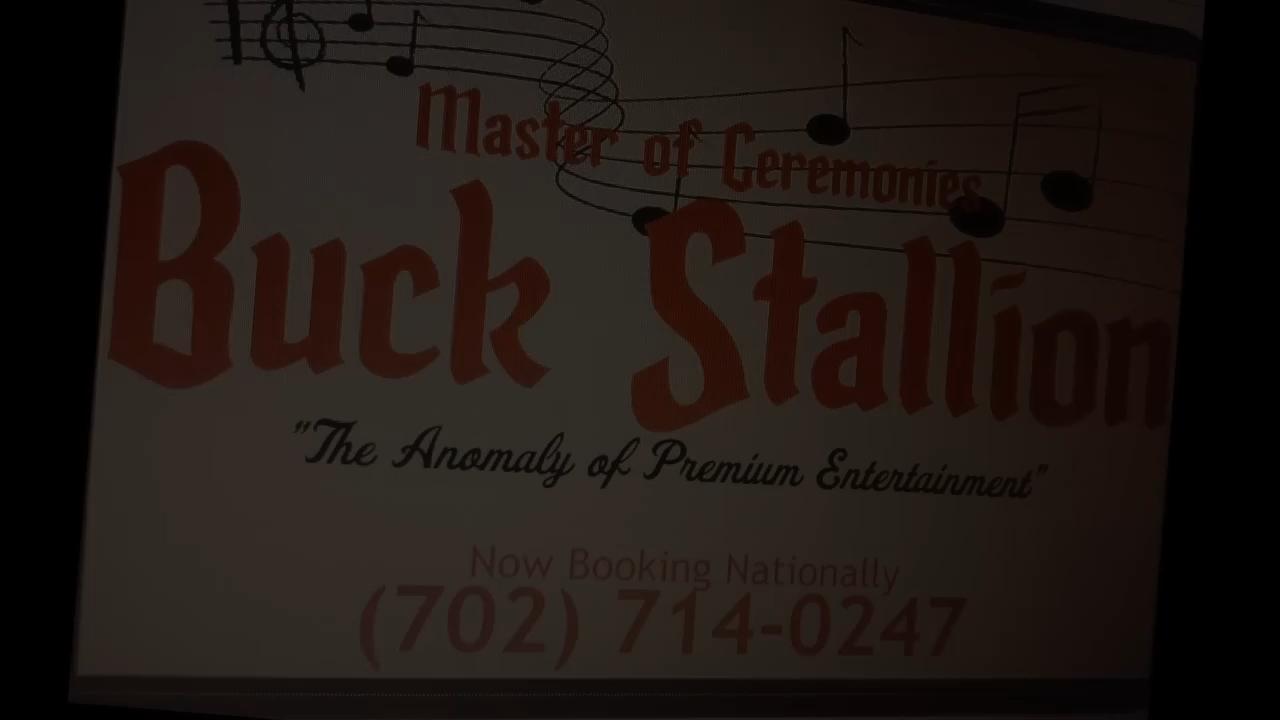 Master of Ceremonies
Buck Stallion
"The Anomaly of Premium Entertainment"
Now Booking Nationally
(702) 714-0247